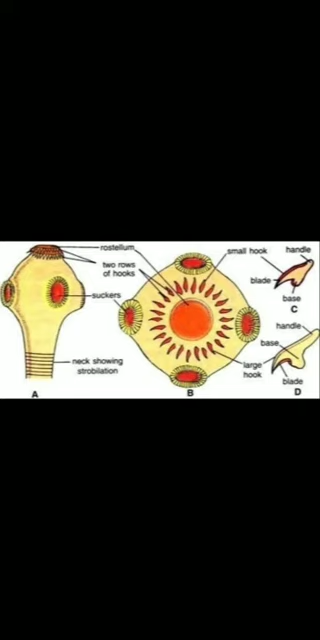 rostellum
two rows
of hooks
suckers
neck showing
strobilation
A
small hook
large
hook
B
handle
blade
base
C
handle
base
blade
D